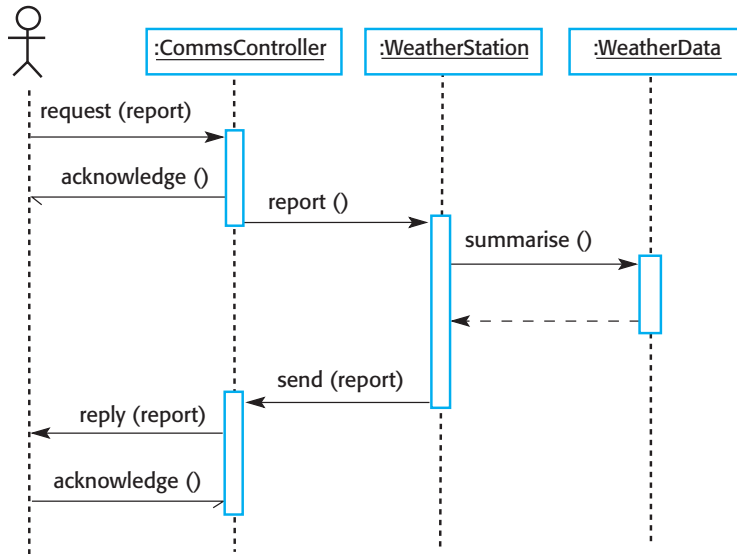 :CommsController
:WeatherStation
:WeatherData
request (report)
acknowledge ()
report ()
summarise ()
send (report)
reply (report)
acknowledge ()